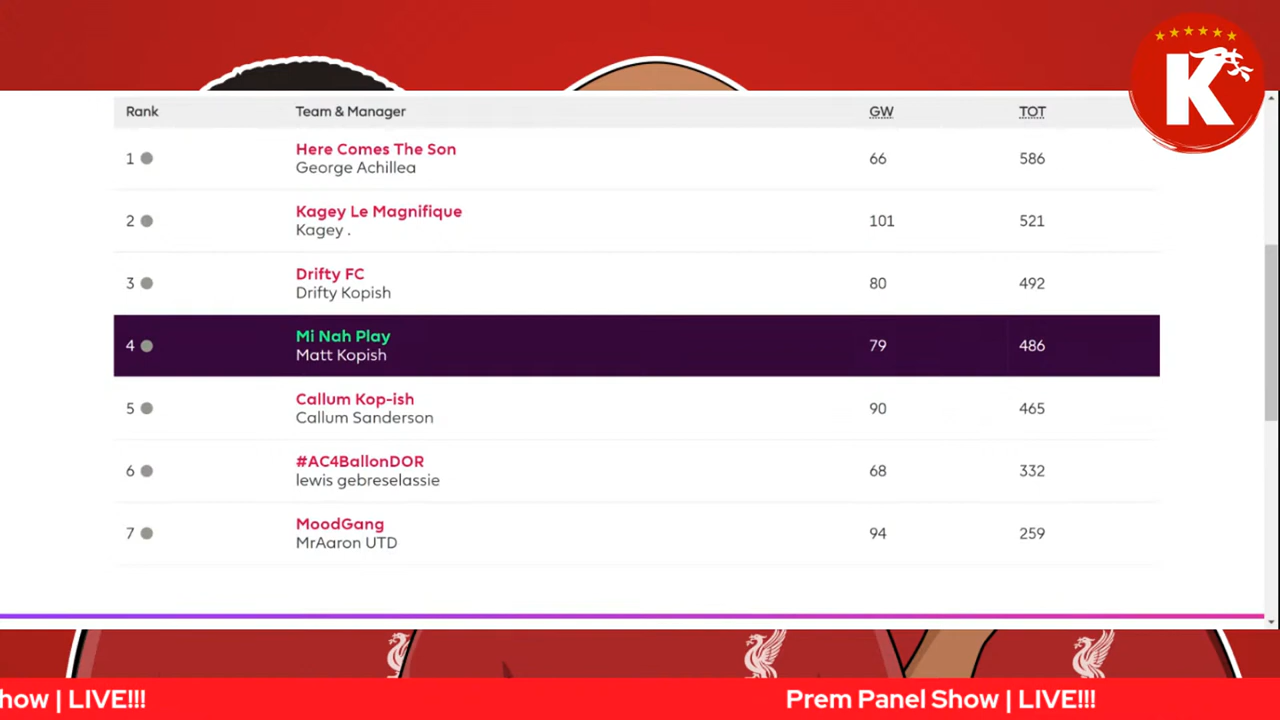 K
Rank Team & Manager GW TOT
1 Here Comes The Son 66 586
George Achillea
2 Kagey Le Magnifique 101 521
Kagey .
3 Drifty FC 80 492
Drifty Kopish
4 Mi Nah Play 79 486
Matt Kopish
5 Callum Kop-ish 90 465
Callum Sanderson
6 #AC4BallonDOR 68 332
lewis gebreselassie
7 MoodGang 94 259
MrAaron UTD
how | LIVE!!! Prem Panel Show | LIVE!!!